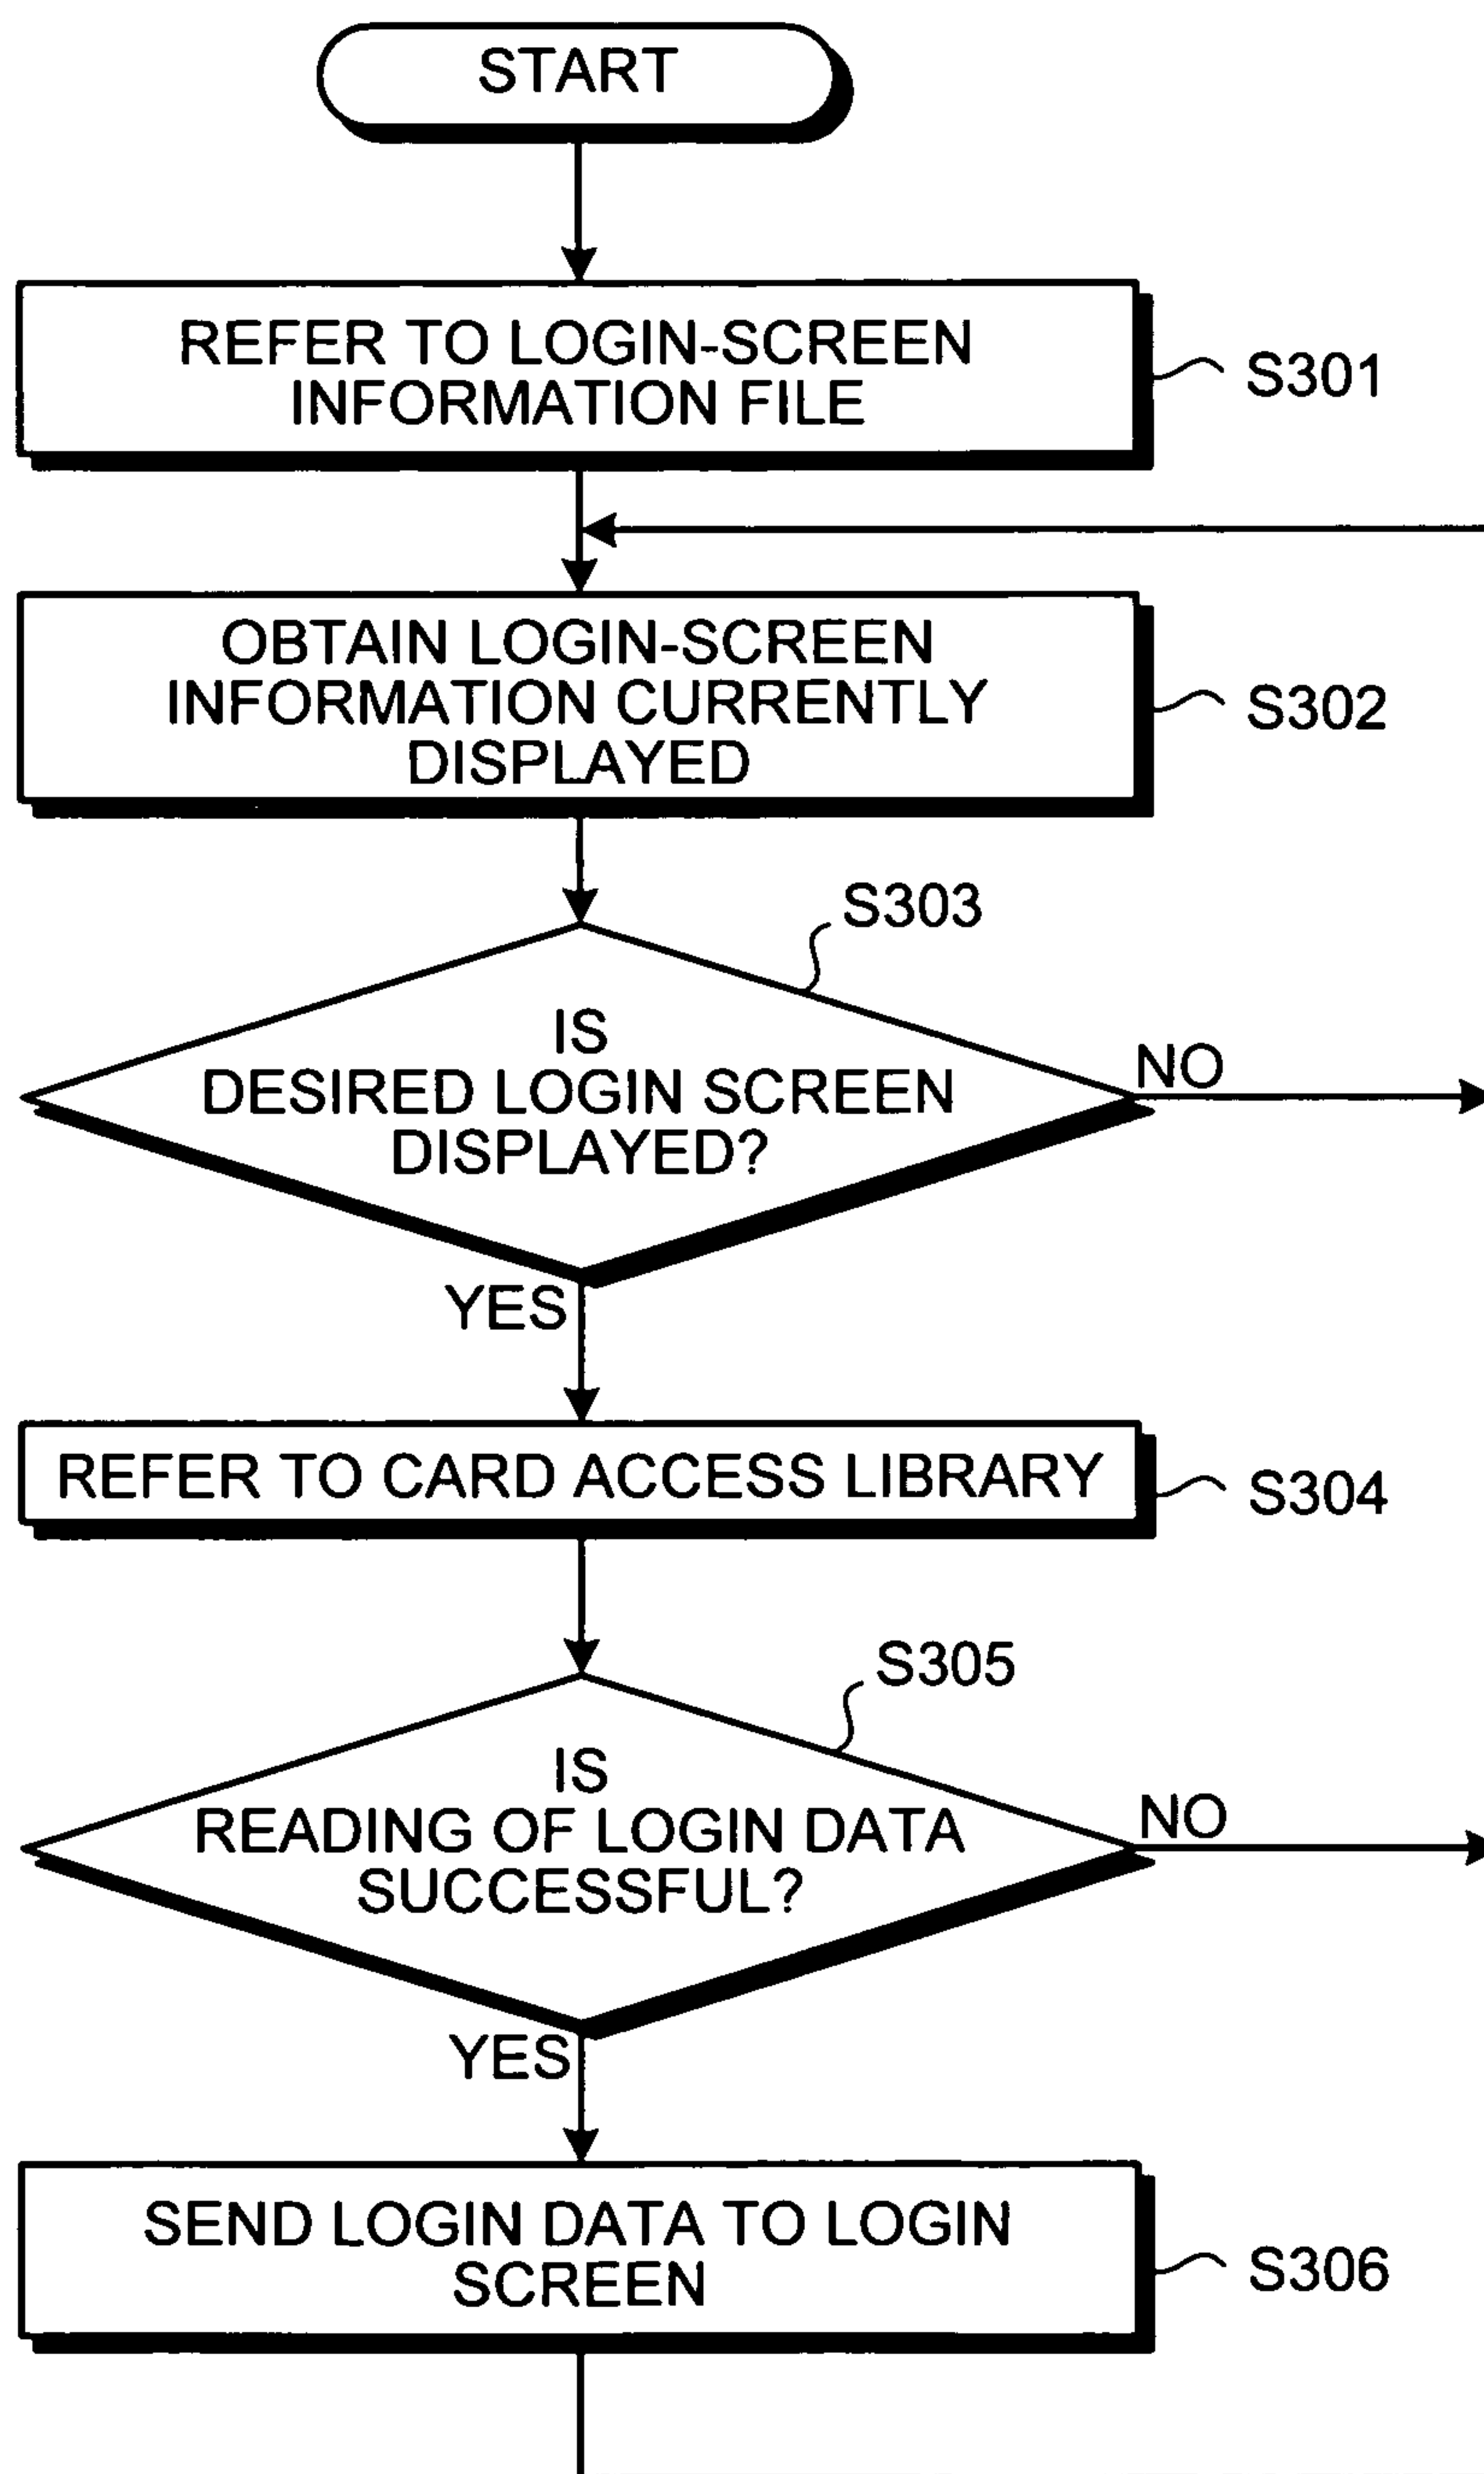 START
REFER TO LOGIN-SCREEN
INFORMATION FILE
S301
OBTAIN LOGIN-SCREEN
INFORMATION CURRENTLY
DISPLAYED
S302
S303
IS
DESIRED LOGIN SCREEN
DISPLAYED?
NO
YES
REFER TO CARD ACCESS LIBRARY
S304
S305
IS
READING OF LOGIN DATA
SUCCESSFUL?
NO
YES
SEND LOGIN DATA TO LOGIN
SCREEN
S306